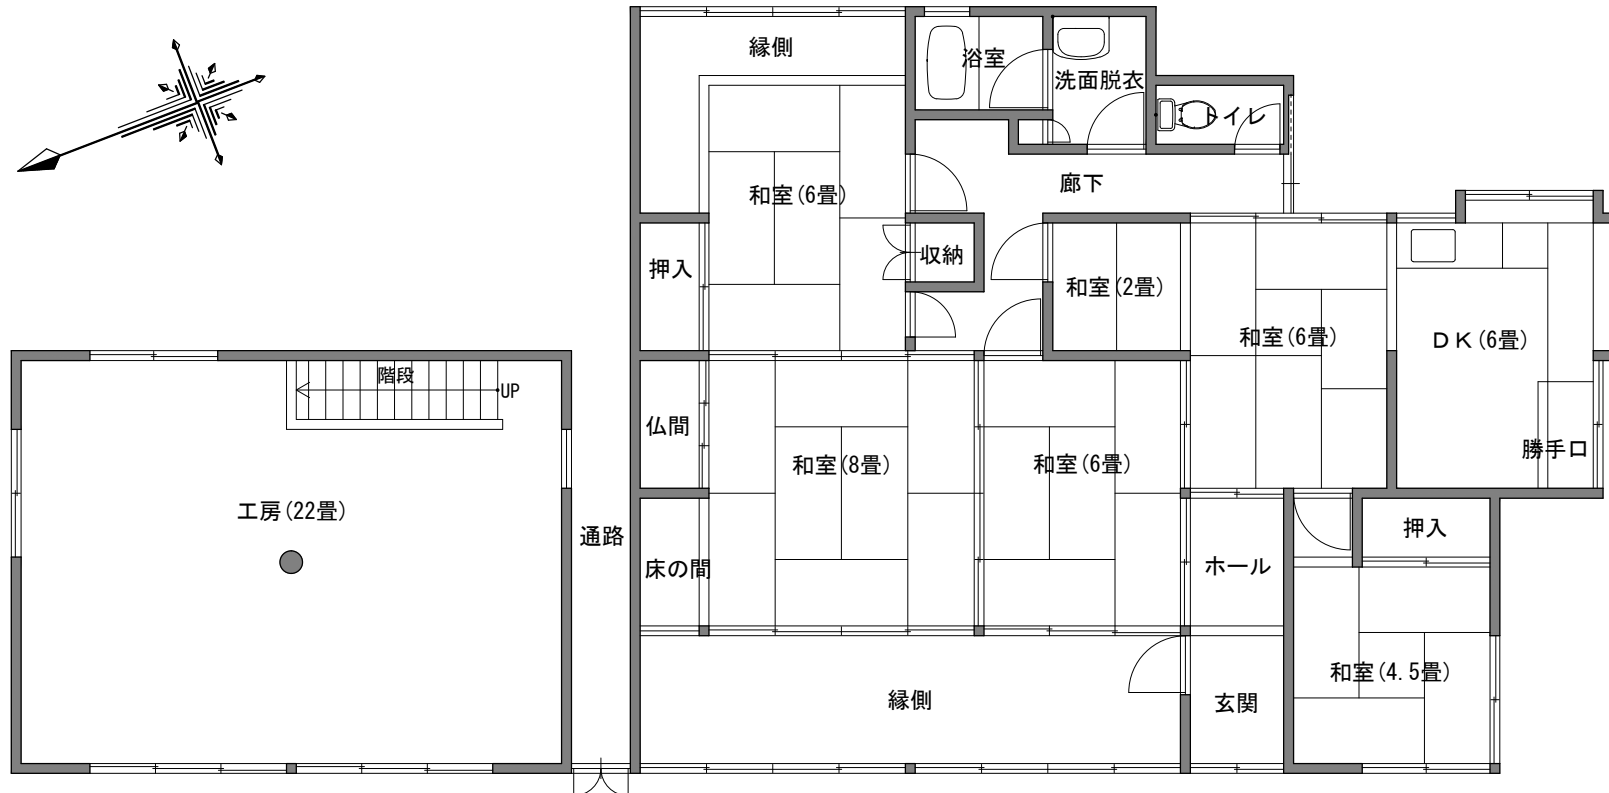 縁側
浴室
洗面脱衣
トイレ
廊下
和室(6畳)
収納
押入
和室(2畳)
和室(6畳)
DK(6畳)
階段
UP
仏間
和室(8畳)
和室(6畳)
勝手口
工房(22畳)
通路
床の間
ホール
押入
縁側
玄関
和室(4.5畳)